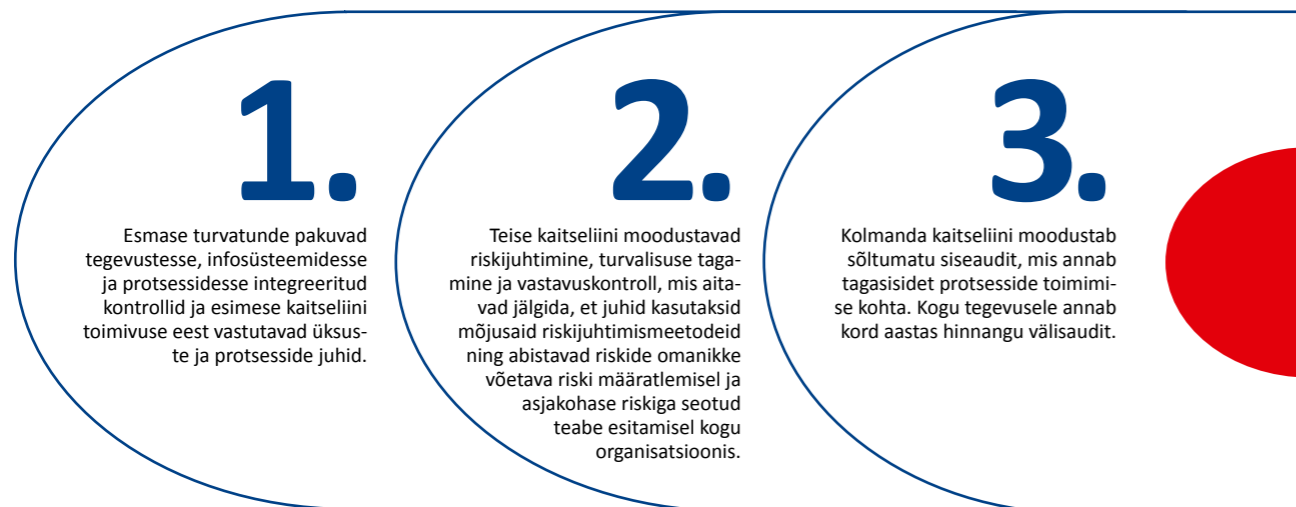 1.
Esmase turvatunde pakuvad
tegevustesse, infosüsteemidesse
ja protsessidesse integreeritud
kontrollid ja esimese kaitseliini
toimivuse eest vastutavad üksus-
te ja protsesside juhid.
2.
Teise kaitseliini moodustavad
riskijuhtimine, turvalisuse taga-
mine ja vastavuskontroll, mis aita-
vad jälgida, et juhid kasutaksid
mõjusaid riskijuhtimismeetodeid
ning abistavad riskide omanikke
võetava riski määratlemisel ja
asjakohase riskiga seotud
teabe esitamisel kogu
organisatsioonis.
3.
Kolmanda kaitseliini moodustab
sõltumatu siseaudit, mis annab
tagasisidet protsesside toimimi-
se kohta. Kogu tegevusele annab
kord aastas hinnangu välisaudit.